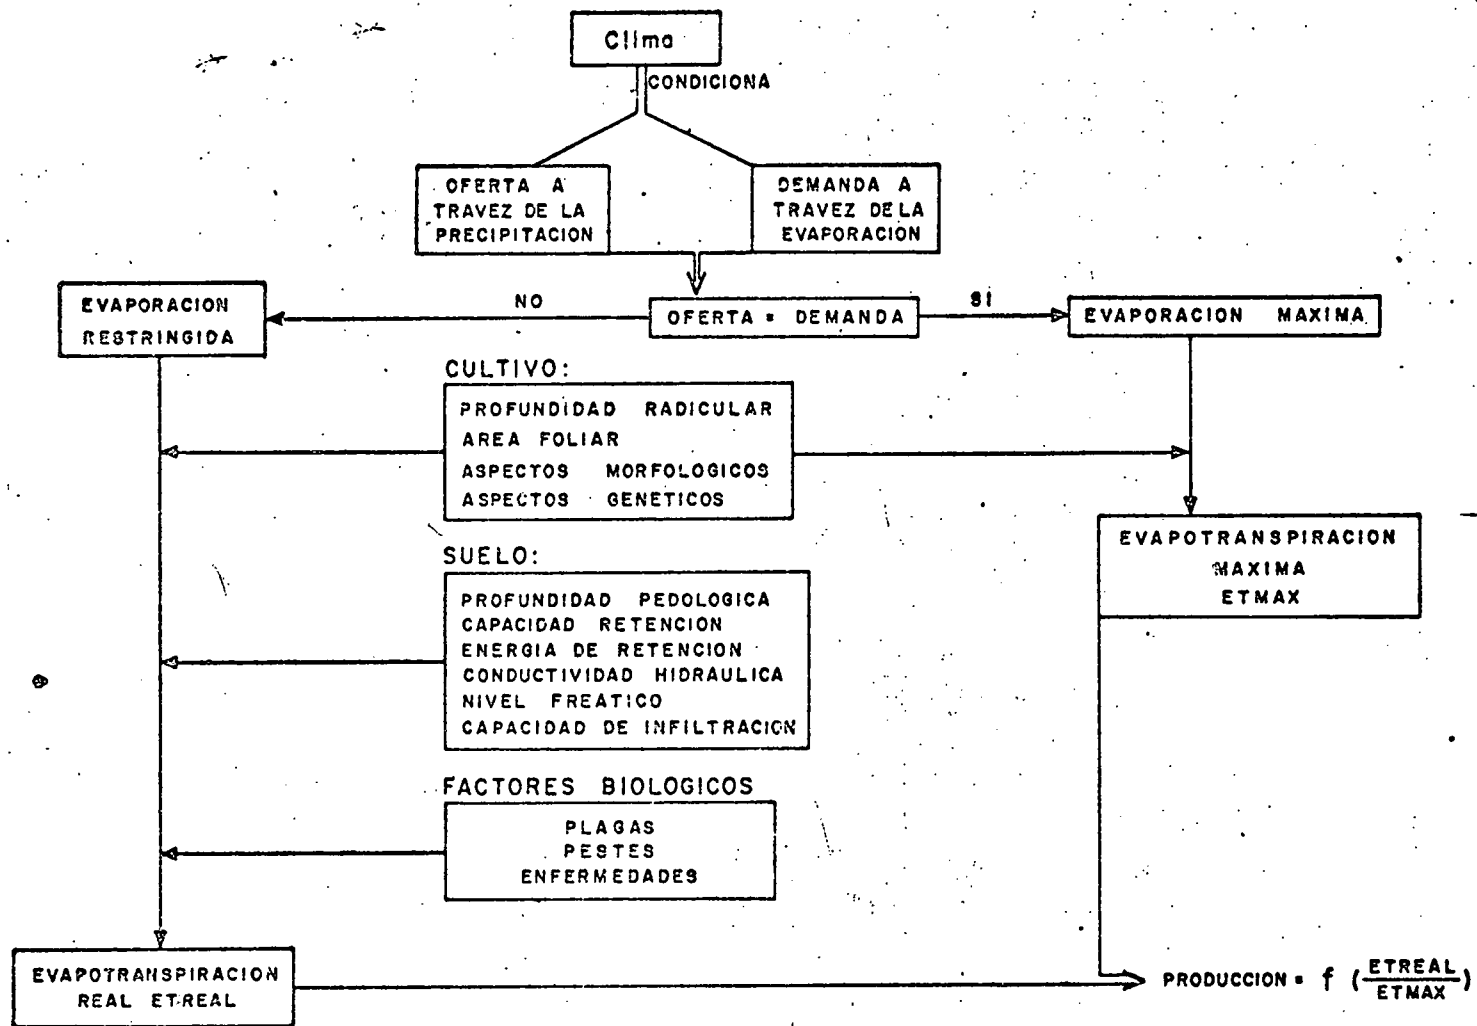 Clima
CONDICIONA
OFERTA A
TRAVEZ DE LA
PRECIPITACION
DEMANDA A
TRAVEZ DE LA
EVAPORACION
EVAPORACION
RESTRINGIDA
NO
OFERTA = DEMANDA
SI
EVAPORACION MAXIMA
CULTIVO:
PROFUNDIDAD RADICULAR
AREA FOLIAR
ASPECTOS MORFOLOGICOS
ASPECTOS GENETICOS
EVAPOTRANSPIRACION
MAXIMA
ETMAX
SUELO:
PROFUNDIDAD PEDOLOGICA
CAPACIDAD RETENCION
ENERGIA DE RETENCION
CONDUCTIVIDAD HIDRAULICA
NIVEL FREATICO
CAPACIDAD DE INFILTRACION
FACTORES BIOLOGICOS
PLAGAS
PESTES
ENFERMEDADES
EVAPOTRANSPIRACION
REAL ETREAL
PRODUCCION = f (ETREAL/ETMAX)